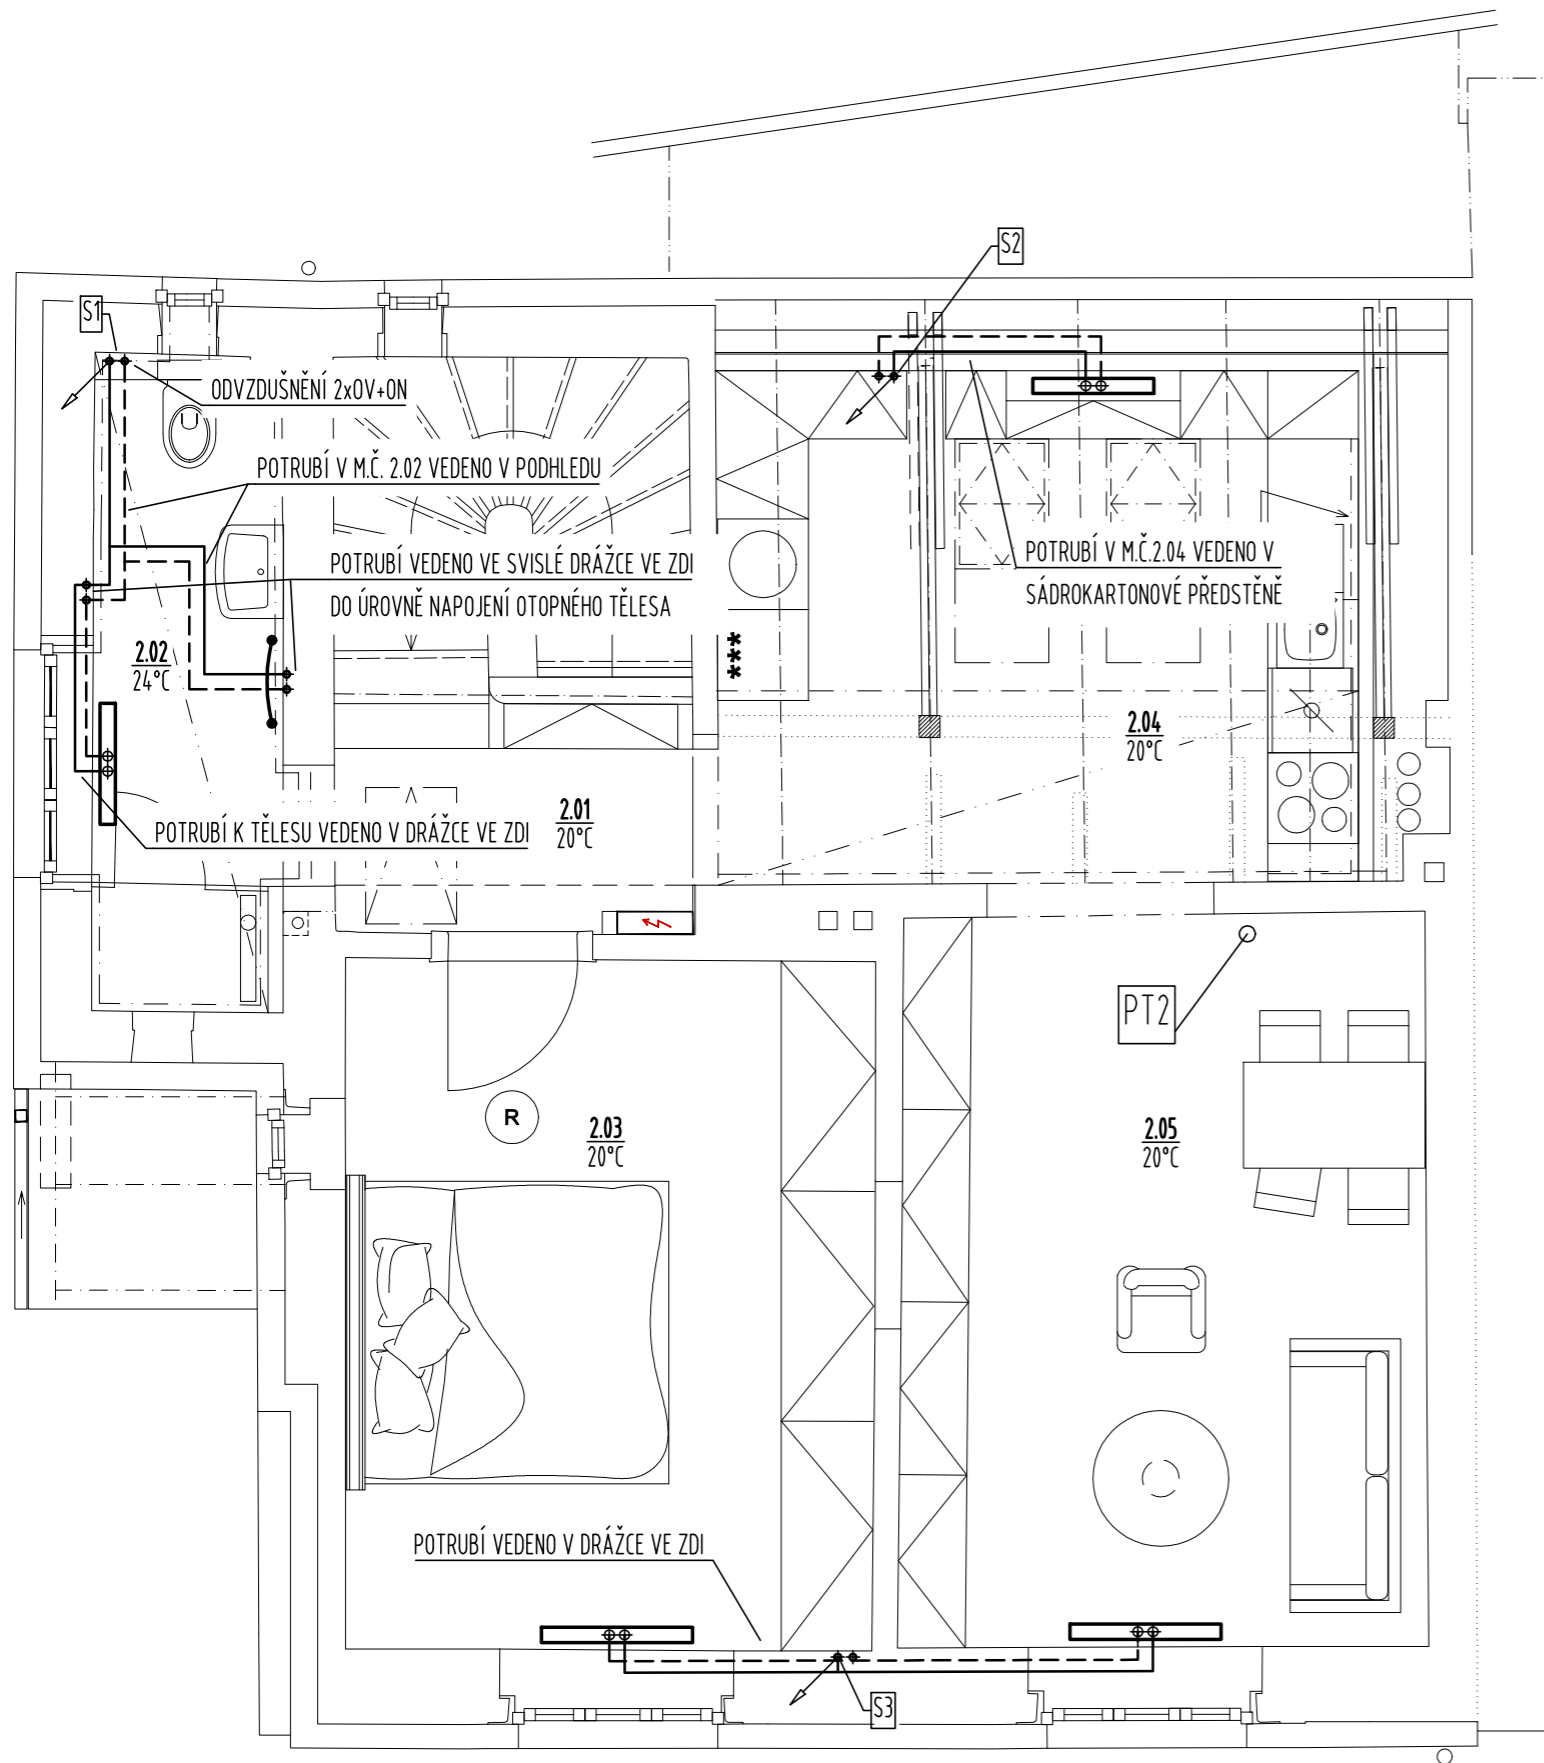 S2
S1
ODVZDUŠNĚNÍ 2xOV+ON
POTRUBÍ V M.Č. 2.02 VEDENO V PODHLEDU
POTRUBÍ VEDENO VE SVISLÉ DRÁŽCE VE ZDI
DO ÚROVNĚ NAPOJENÍ OTOPNÉHO TĚLESA
POTRUBÍ V M.Č.2.04 VEDENO V
SÁDROKARTONOVÉ PŘEDSTĚNĚ
***
2.02
24°C
2.04
20°C
2.01
20°C
POTRUBÍ K TĚLESU VEDENO V DRÁŽCE VE ZDI
PT2
R
2.03
20°C
2.05
20°C
POTRUBÍ VEDENO V DRÁŽCE VE ZDI
S3